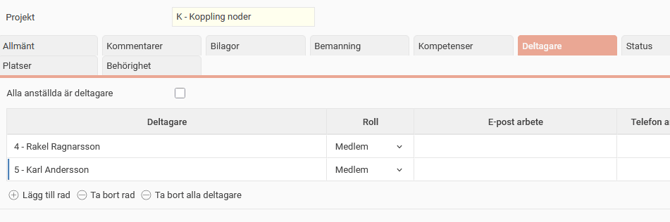 Projekt K - Koppling noder
Allmänt Kommentarer Bilagor Bemanning Kompetenser Deltagare Status
Platser Behörighet
Alla anställda är deltagare
Deltagare Roll E-post arbete Telefon a
4 - Rakel Ragnarsson Medlem
5 - Karl Andersson Medlem
Lägg till rad Ta bort rad Ta bort alla deltagare